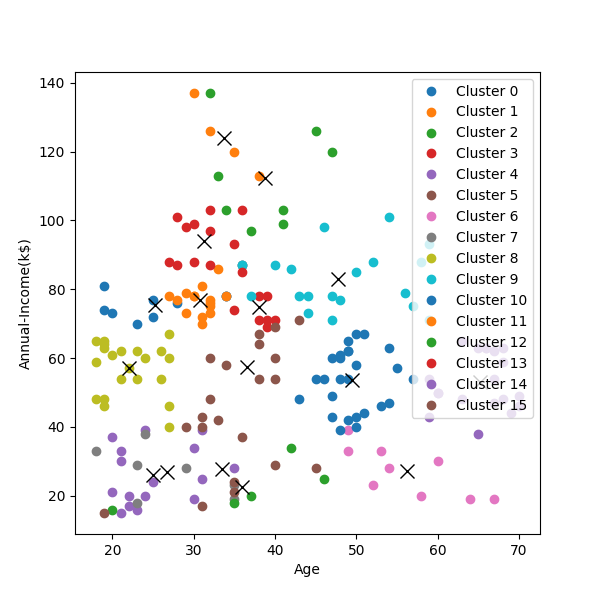 140
120
100
80
60
40
20
Annual-Income(k$)
Cluster 0
Cluster 1
Cluster 2
Cluster 3
Cluster 4
Cluster 5
Cluster 6
Cluster 7
Cluster 8
Cluster 9
Cluster 10
Cluster 11
Cluster 12
Cluster 13
Cluster 14
Cluster 15
20 30 40 50 60 70
Age